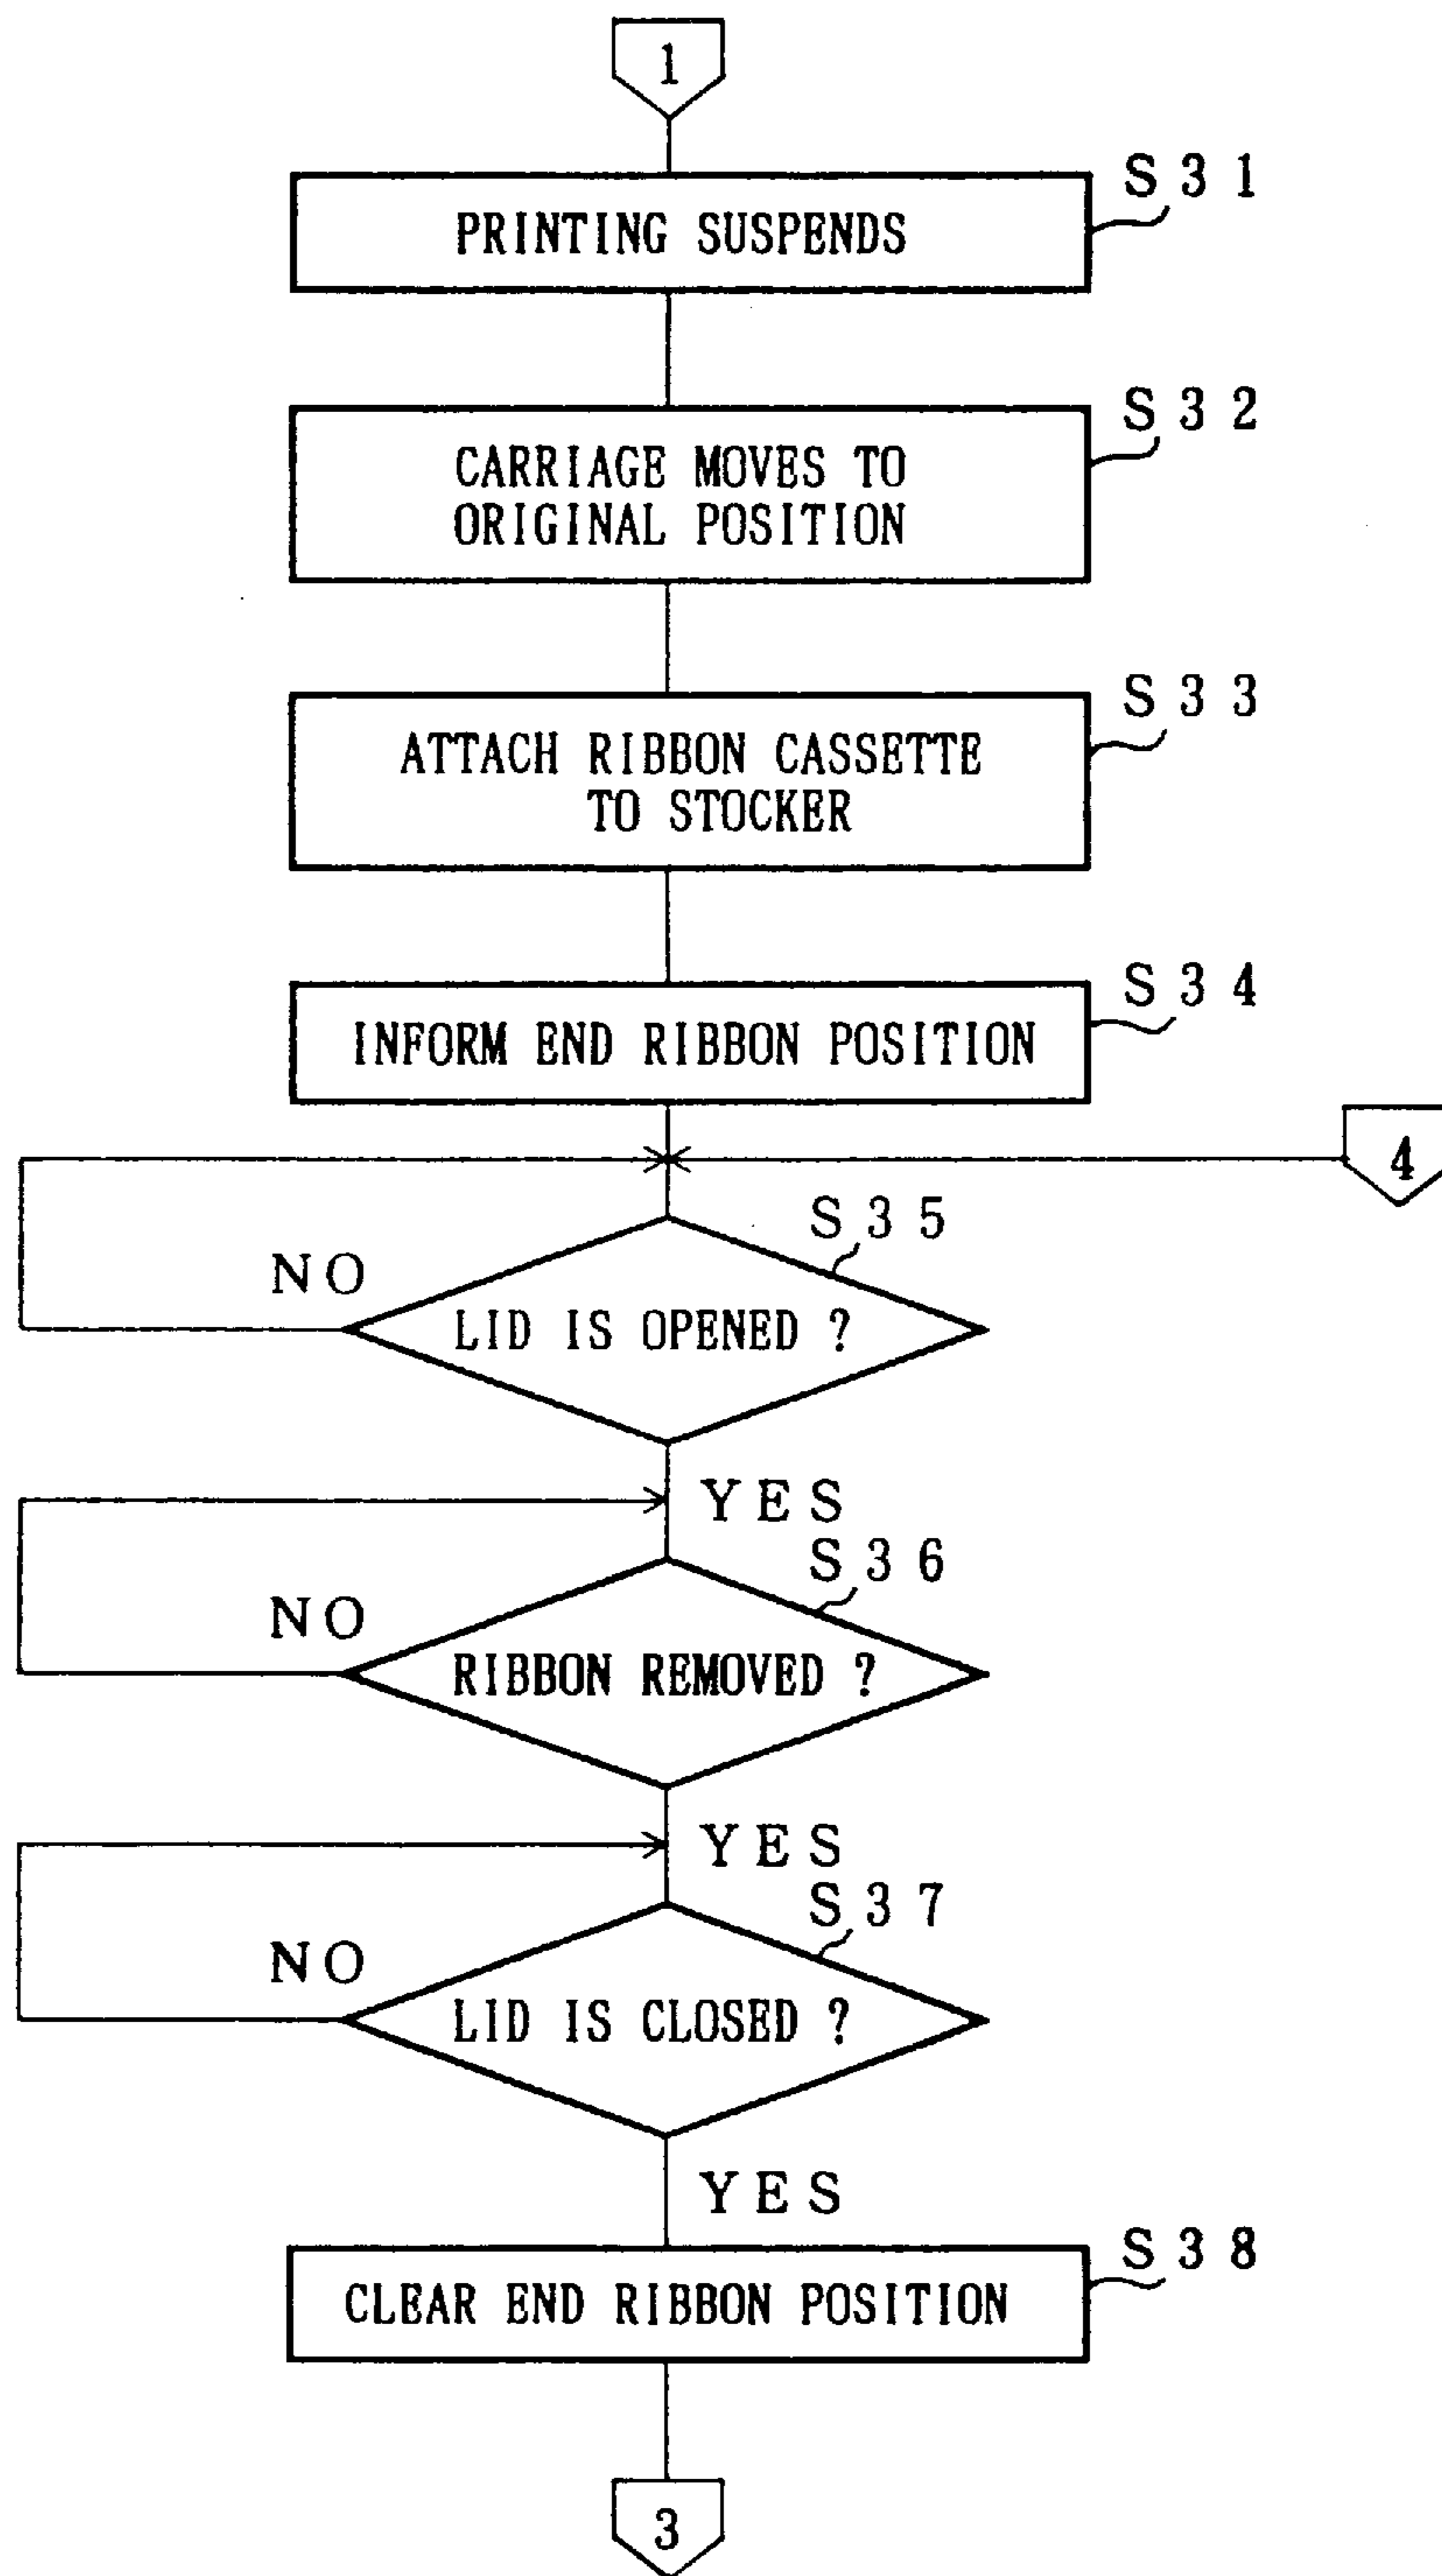 1
S31
PRINTING SUSPENDS
S32
CARRIAGE MOVES TO
ORIGINAL POSITION
S33
ATTACH RIBBON CASSETTE
TO STOCKER
S34
INFORM END RIBBON POSITION
4
S35
NO
LID IS OPENED ?
YES
S36
NO
RIBBON REMOVED ?
YES
S37
NO
LID IS CLOSED ?
YES
S38
CLEAR END RIBBON POSITION
3